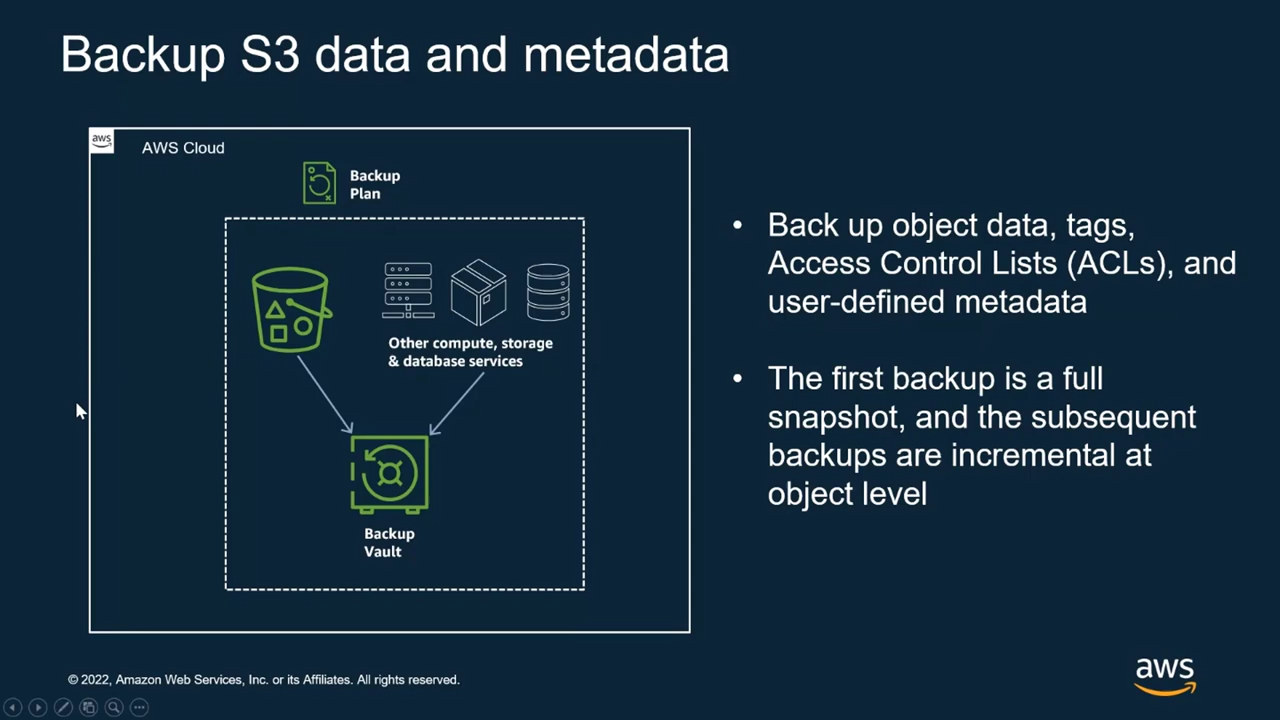 Backup S3 data and metadata
aws
AWS Cloud
Backup
Plan
Other compute, storage
& database services
Backup
Vault
• Back up object data, tags,
Access Control Lists (ACLs), and
user-defined metadata
• The first backup is a full
snapshot, and the subsequent
backups are incremental at
object level
© 2022, Amazon Web Services, Inc. or its Affiliates. All rights reserved.
aws